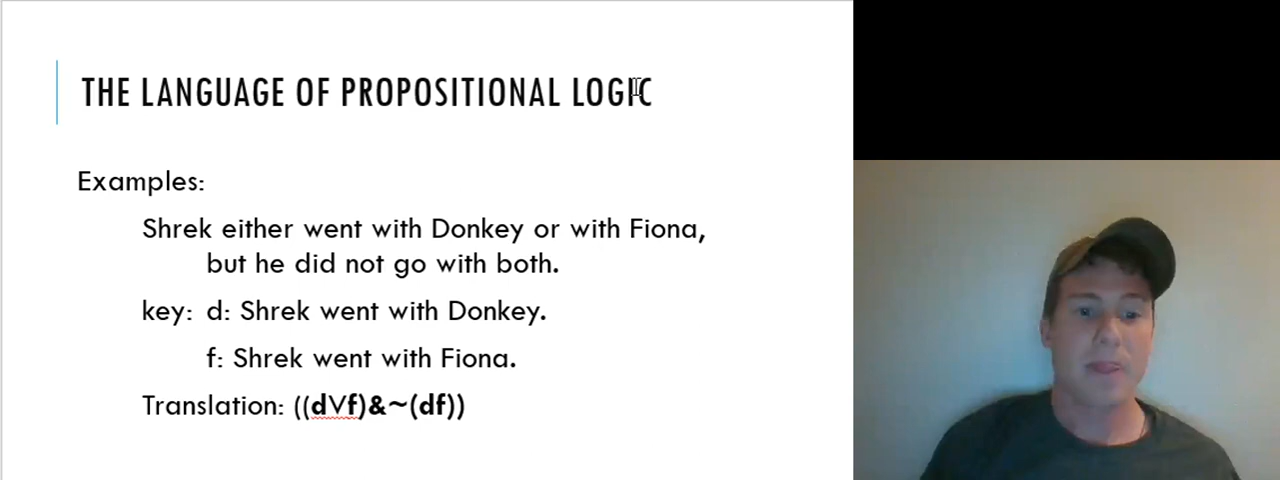 THE LANGUAGE OF PROPOSITIONAL LOGIC
Examples:
Shrek either went with Donkey or with Fiona,
but he did not go with both.
key: d: Shrek went with Donkey.
f: Shrek went with Fiona.
Translation: ((d∨f)&~(df))